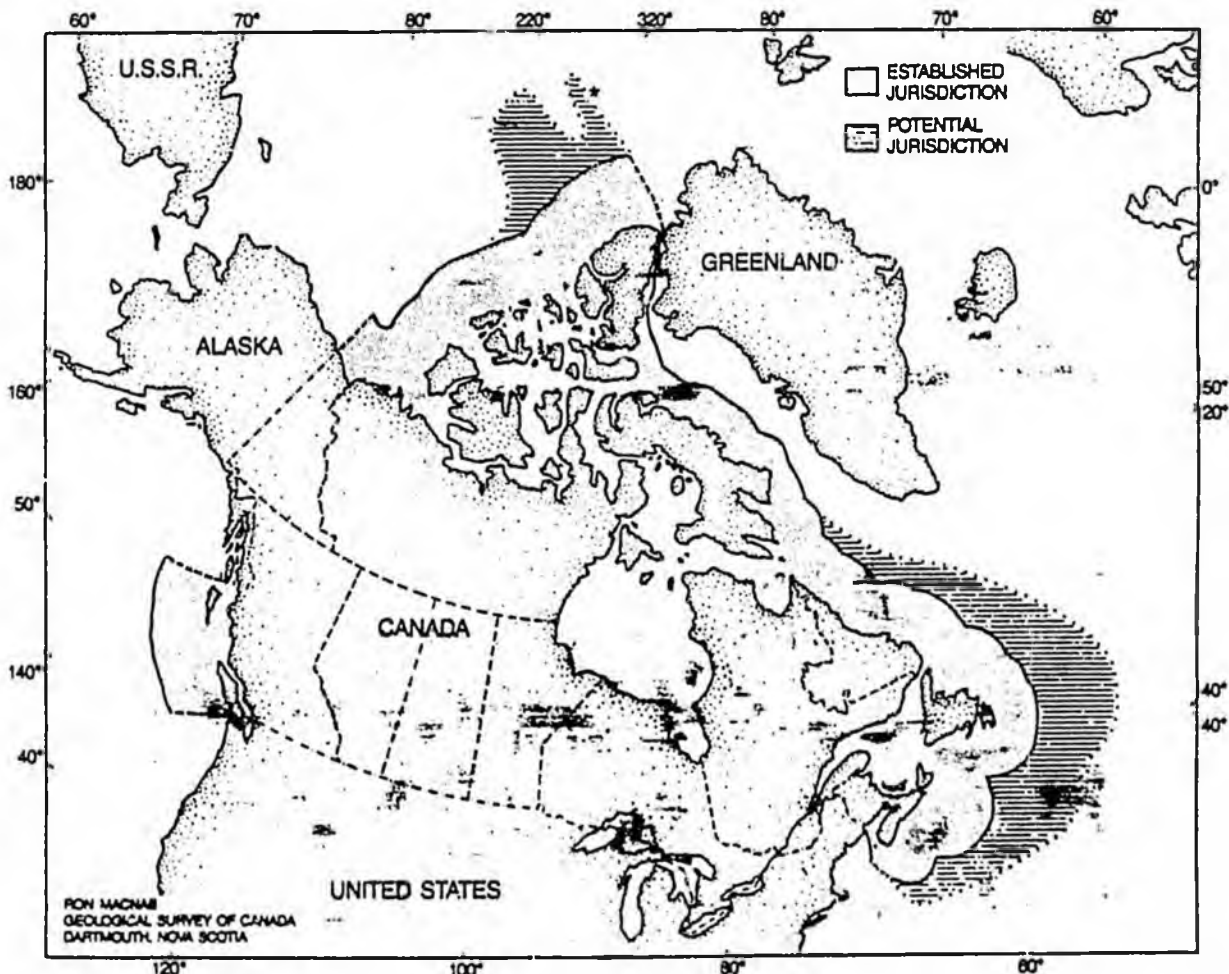 60° 70° 80° 220° 320° 80° 70° 60°
U.S.S.R.
*
ESTABLISHED
JURISDICTION
POTENTIAL
JURISDICTION
180°
0°
GREENLAND
ALASKA
160°
50°
20°
50°
CANADA
140°
40°
40°
40°
UNITED STATES
RON MACNAB
GEOLOGICAL SURVEY OF CANADA
DARTMOUTH, NOVA SCOTIA
120° 100° 80° 60°